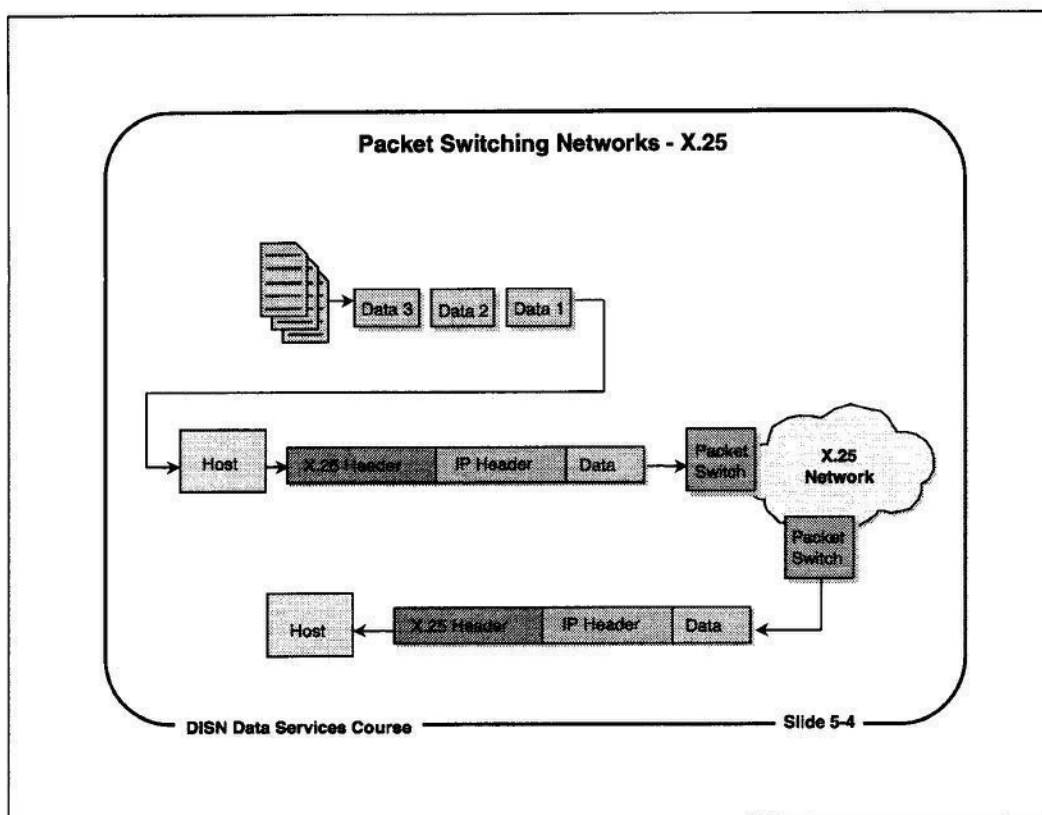 Packet Switching Networks - X.25
Data 3
Data 2
Data 1
Host
X.25 Header
IP Header
Data
Packet
Switch
X.25
Network
Packet
Switch
Host
X.25 Header
IP Header
Data
DISN Data Services Course
Slide 5-4